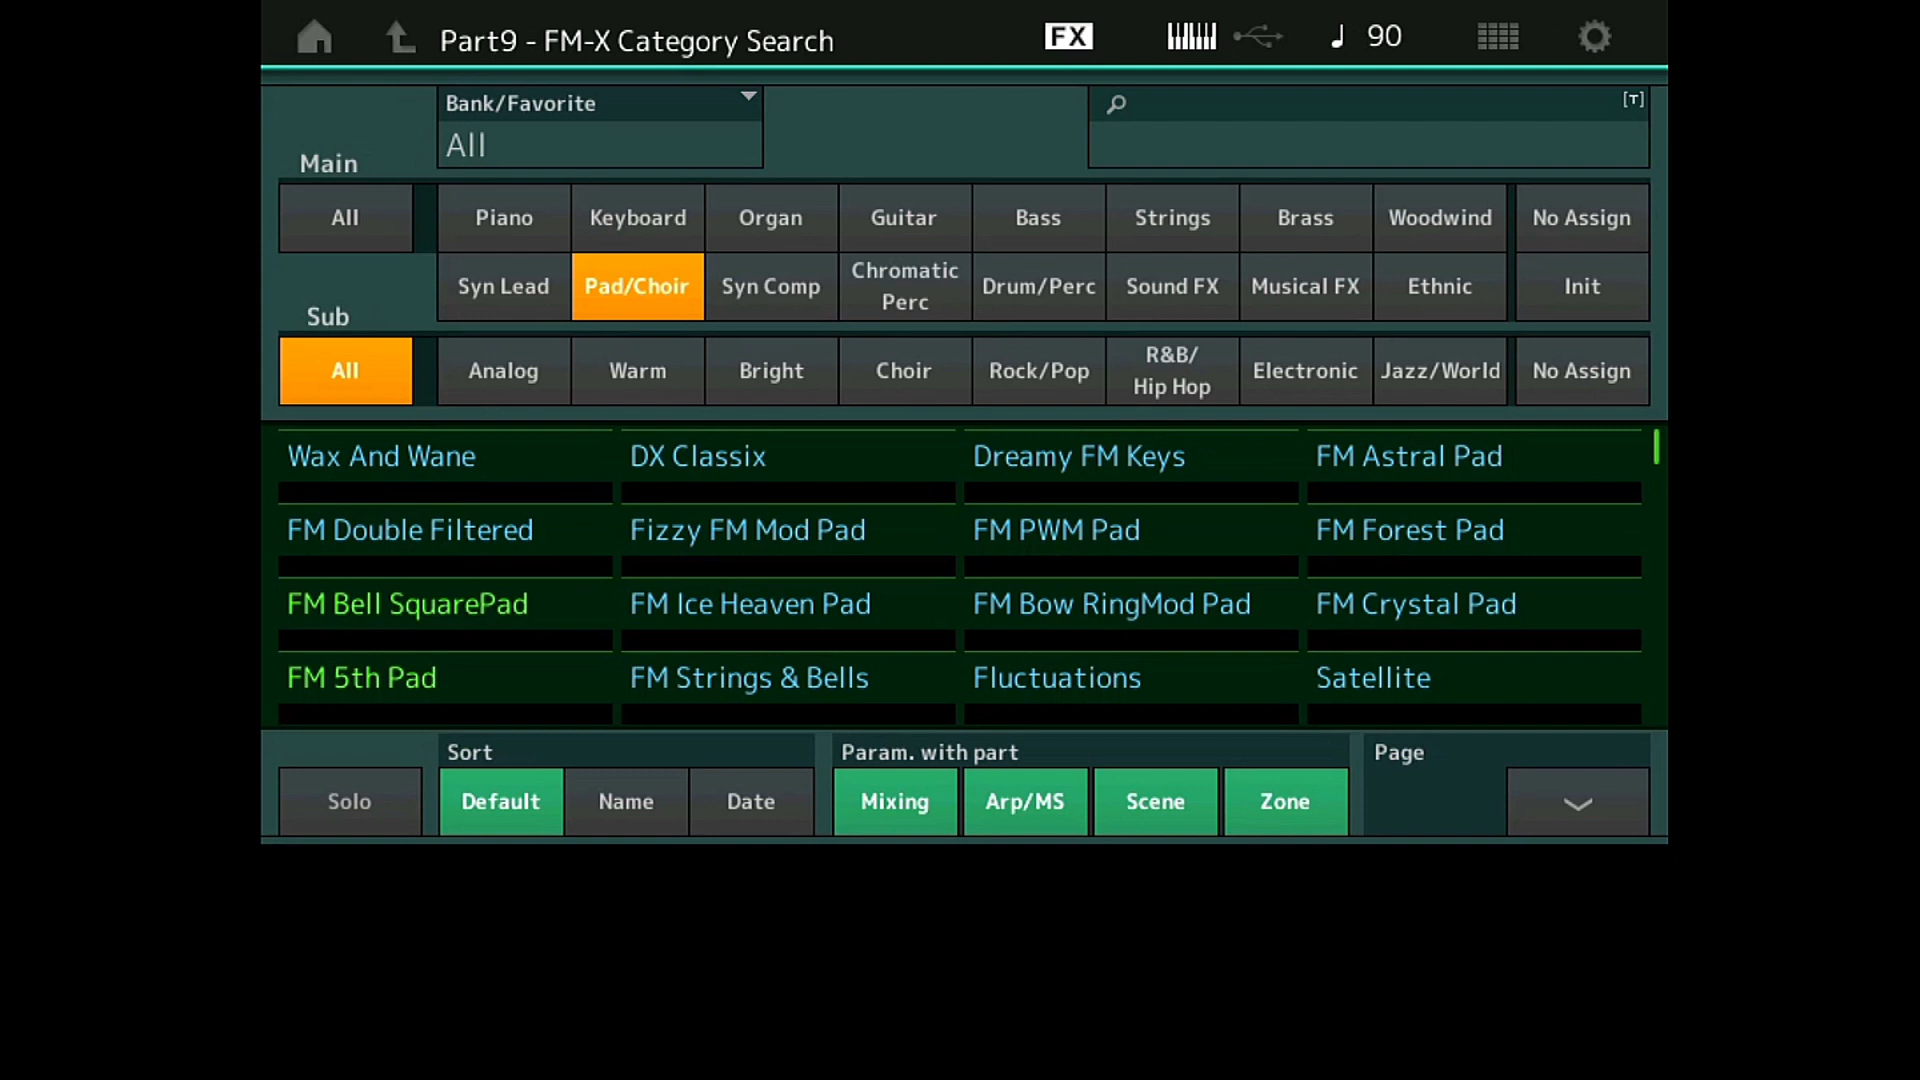 Part9 - FM-X Category Search FX 90
Bank/Favorite [T]
All
Main
All Piano Keyboard Organ Guitar Bass Strings Brass Woodwind No Assign
Syn Lead Pad/Choir Syn Comp Chromatic Perc Drum/Perc Sound FX Musical FX Ethnic Init
Sub
All Analog Warm Bright Choir Rock/Pop R&B/ Hip Hop Electronic Jazz/World No Assign
Wax And Wane DX Classix Dreamy FM Keys FM Astral Pad
FM Double Filtered Fizzy FM Mod Pad FM PWM Pad FM Forest Pad
FM Bell SquarePad FM Ice Heaven Pad FM Bow RingMod Pad FM Crystal Pad
FM 5th Pad FM Strings & Bells Fluctuations Satellite
Sort Param. with part Page
Solo Default Name Date Mixing Arp/MS Scene Zone